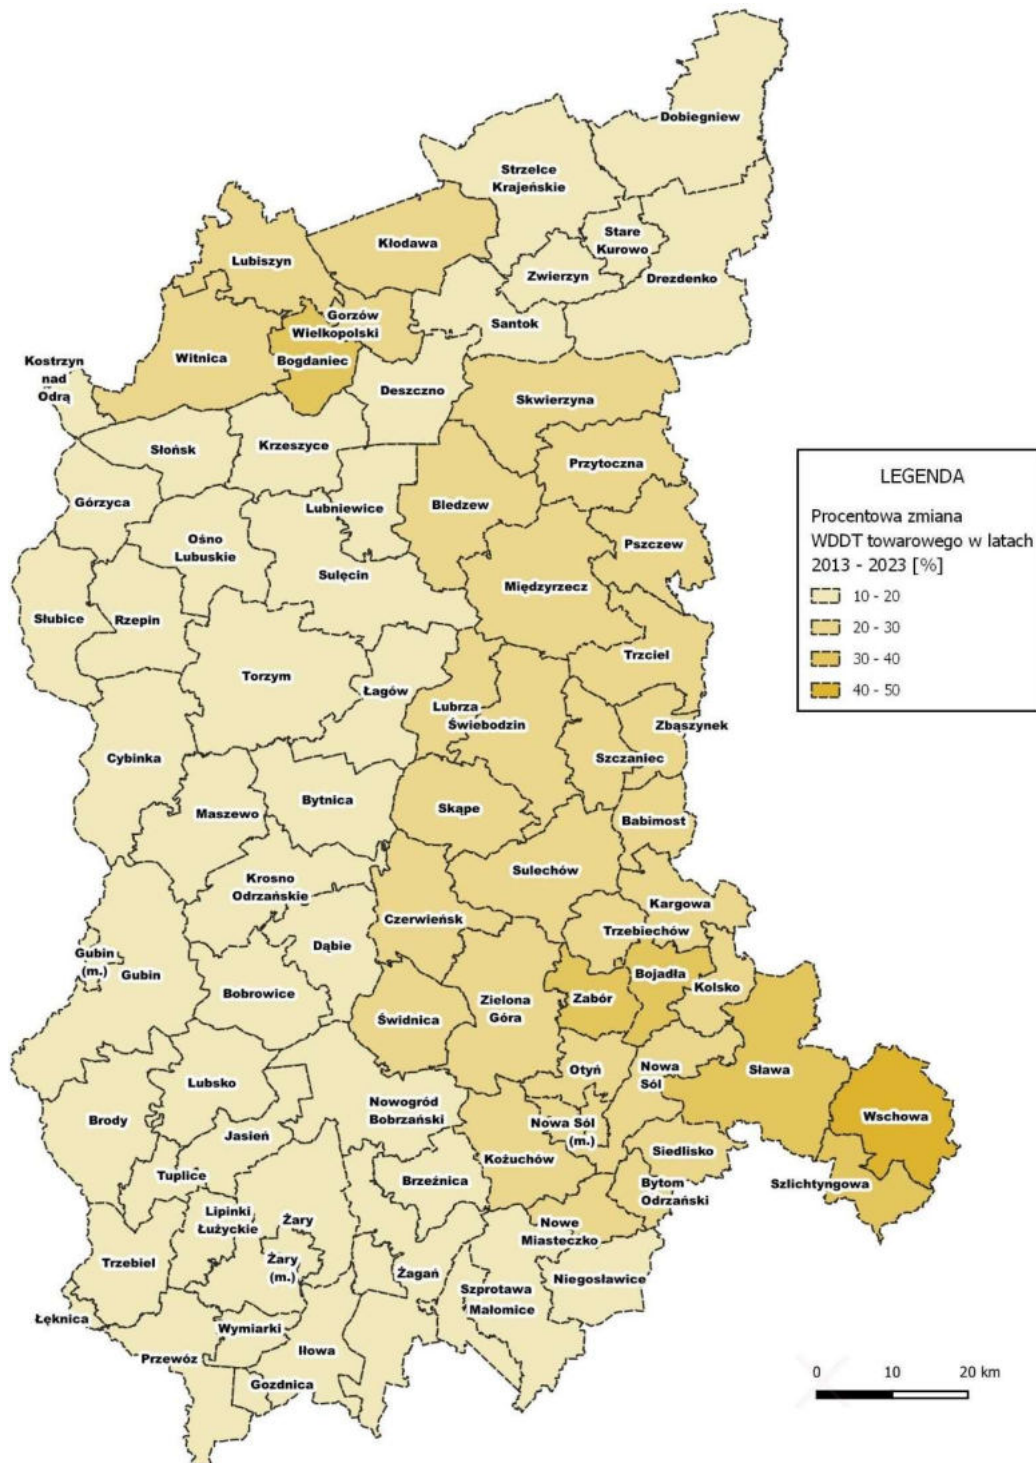 Dobiegniew
Strzelce
Krajeńskie
Stare
Kurowo
Kłodawa
Lubiszyn
Zwierzyn
Drezdenko
Gorzów
Wielkopolski
Santok
Witnica
Bogdaniec
Kostrzyn
nad
Odrą
Deszczno
Skwierzyna
Słońsk
Krzeszyce
Przytoczna
Górzyca
Lubniewice
Bledzew
Ośno
Lubuskie
Pszczew
Sulęcin
Międzyrzecz
Słubice
Rzepin
Trzciel
Torzym
Łagów
Lubrza
Świebodzin
Zbąszynek
Cybinka
Szczaniec
Bytnica
Skąpe
Maszewo
Babimost
Sulechów
Krosno
Odrzańskie
Kargowa
Czerwieńsk
Trzebiechów
Dąbie
Gubin
(m.)
Gubin
Bojadła
Bobrowice
Zielona
Góra
Zabór
Kolsko
Świdnica
Otyń
Nowa
Sól
Sława
Lubsko
Nowogród
Bobrzański
Wschowa
Brody
Jasień
Nowa Sól
(m.)
Siedlisko
Kożuchów
Tuplice
Brzeźnica
Bytom
Odrzański
Szlichtyngowa
Lipinki
Łużyckie
Żary
Nowe
Miasteczko
Trzebiel
Żary
(m.)
Żagań
Niegosławice
Szprotawa
Małomice
Łęknica
Wymiarki
Przewóz
Iłowa
Gozdnica
LEGENDA
Procentowa zmiana
WDDT towarowego w latach
2013 - 2023 [%]
10 - 20
20 - 30
30 - 40
40 - 50
0 10 20 km